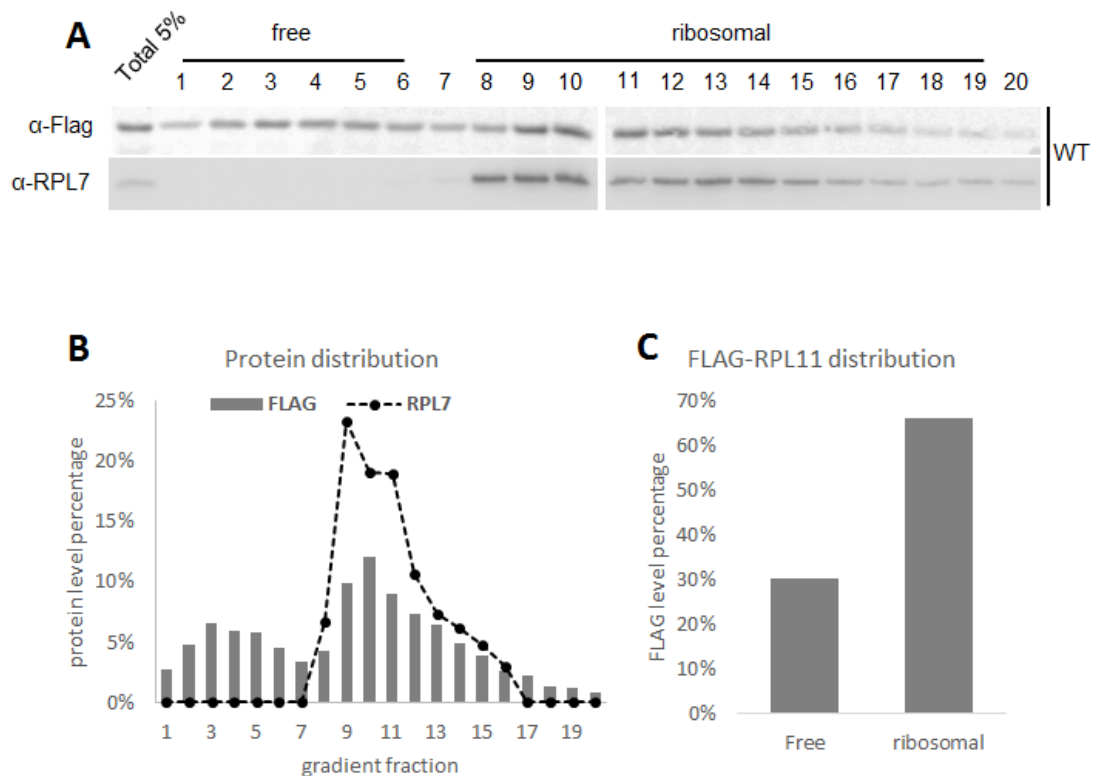 A
Total 5%
free
ribosomal
1 2 3 4 5 6 7 8 9 10 11 12 13 14 15 16 17 18 19 20
α-Flag
α-RPL7
WT
B
Protein distribution
FLAG
RPL7
25%
20%
15%
10%
5%
0%
protein level percentage
1 3 5 7 9 11 13 15 17 19
gradient fraction
C
FLAG-RPL11 distribution
70%
60%
50%
40%
30%
20%
10%
0%
FLAG level percentage
Free ribosomal